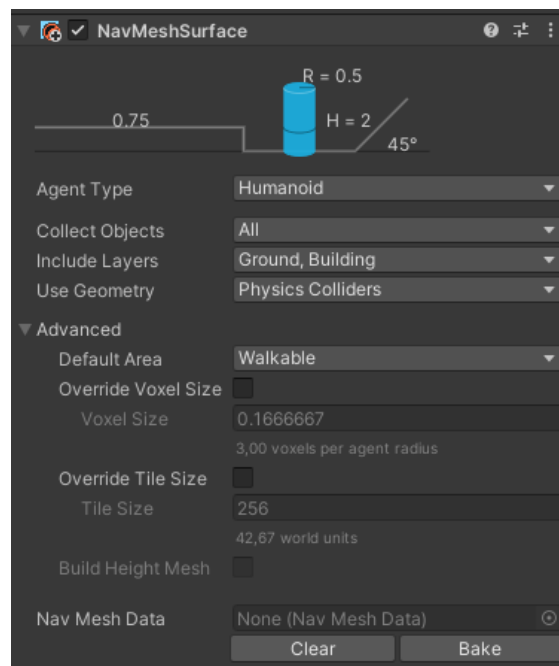 NavMeshSurface
R = 0.5
0.75
H = 2
45°
Agent Type Humanoid
Collect Objects All
Include Layers Ground, Building
Use Geometry Physics Colliders
Advanced
Default Area Walkable
Override Voxel Size
Voxel Size 0.1666667
3,00 voxels per agent radius
Override Tile Size
Tile Size 256
42,67 world units
Build Height Mesh
Nav Mesh Data None (Nav Mesh Data)
Clear Bake